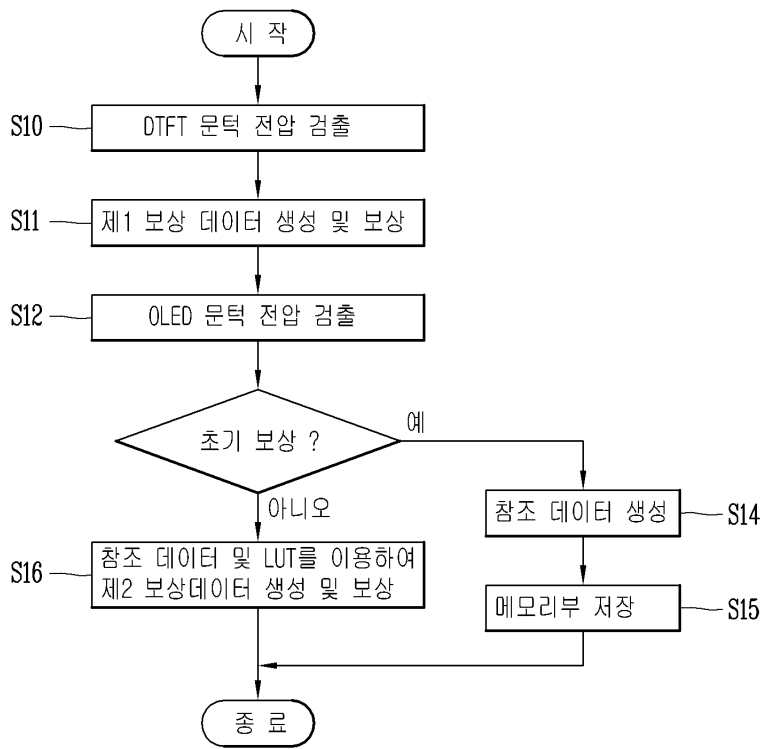 시 작
S10
DTFT 문턱 전압 검출
S11
제1 보상 데이터 생성 및 보상
S12
OLED 문턱 전압 검출
초기 보상 ?
예
아니오
참조 데이터 생성
S14
S16
참조 데이터 및 LUT를 이용하여
제2 보상데이터 생성 및 보상
메모리부 저장
S15
종 료